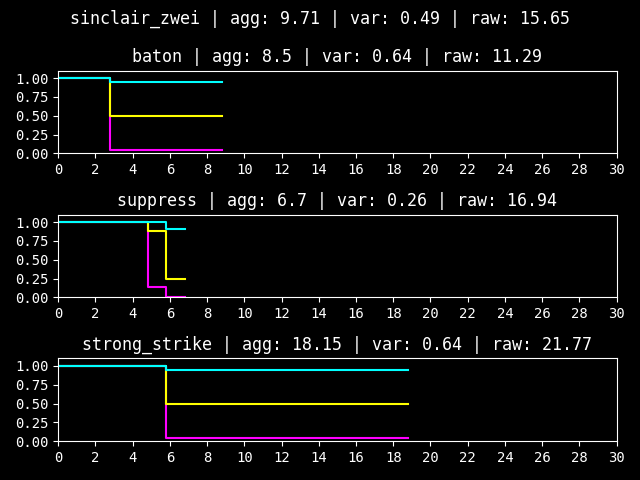 sinclair_zwei | agg: 9.71 | var: 0.49 | raw: 15.65
baton | agg: 8.5 | var: 0.64 | raw: 11.29
1.00
0.75
0.50
0.25
0.00
0 2 4 6 8 10 12 14 16 18 20 22 24 26 28 30
suppress | agg: 6.7 | var: 0.26 | raw: 16.94
1.00
0.75
0.50
0.25
0.00
0 2 4 6 8 10 12 14 16 18 20 22 24 26 28 30
strong_strike | agg: 18.15 | var: 0.64 | raw: 21.77
1.00
0.75
0.50
0.25
0.00
0 2 4 6 8 10 12 14 16 18 20 22 24 26 28 30